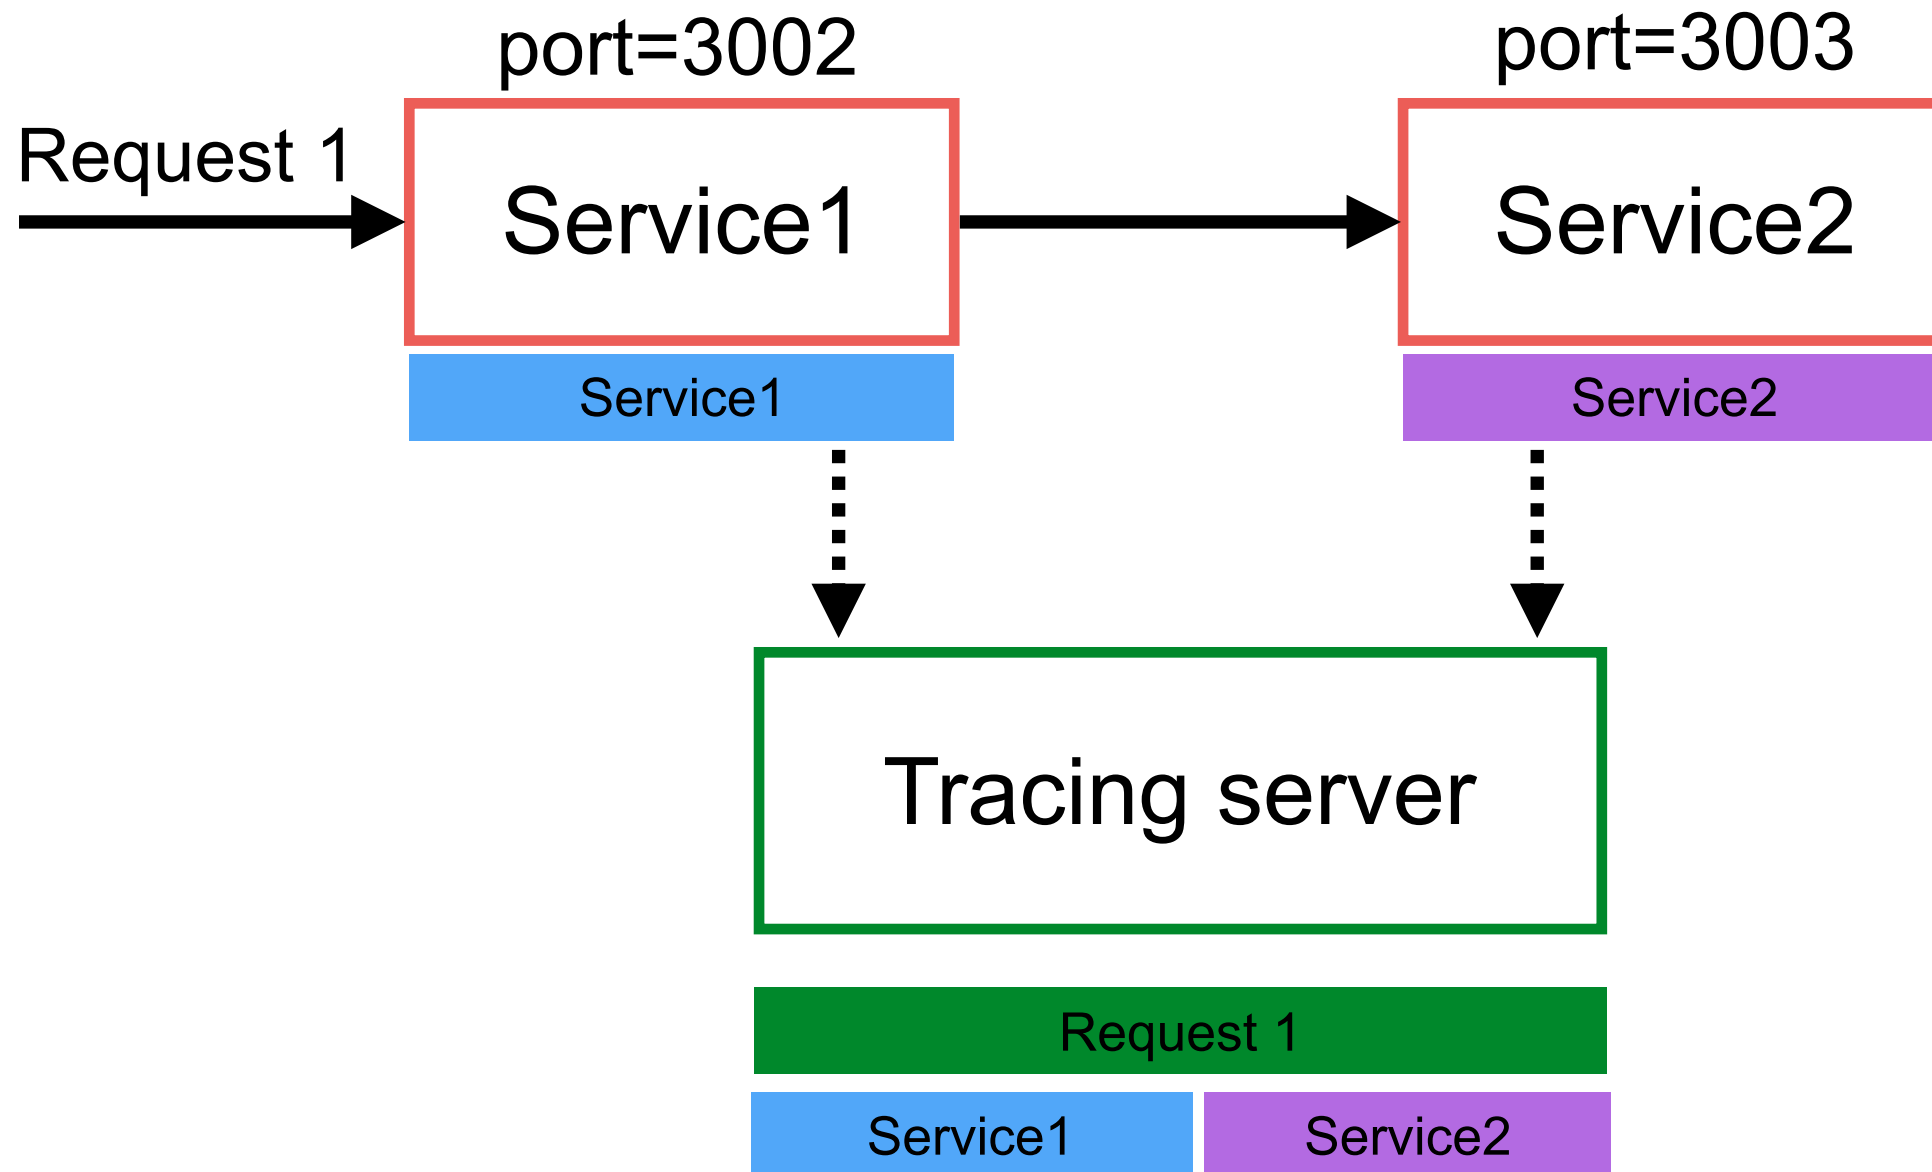 port=3002
port=3003
Request 1
Service1
Service2
Service1
Service2
Tracing server
Request 1
Service1
Service2